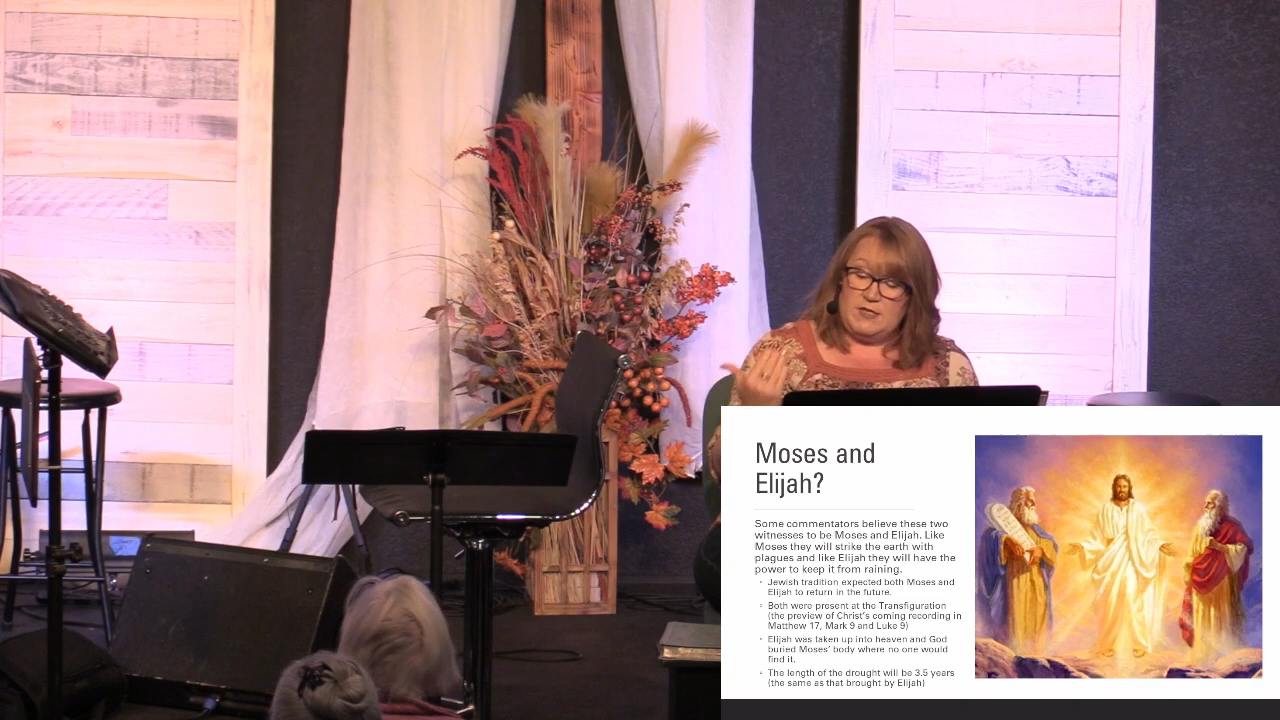 Moses and
Elijah?
Some commentators believe these two
witnesses to be Moses and Elijah. Like
Moses they will strike the earth with
plagues and like Elijah they will have the
power to keep it from raining.
◦ Jewish tradition expected both Moses and
Elijah to return in the future.
◦ Both were present at the Transfiguration
(the preview of Christ's coming recording in
Matthew 17, Mark 9 and Luke 9)
◦ Elijah was taken up into heaven and God
buried Moses' body where no one would
find it.
◦ The length of the drought will be 3.5 years
(the same as that brought by Elijah)